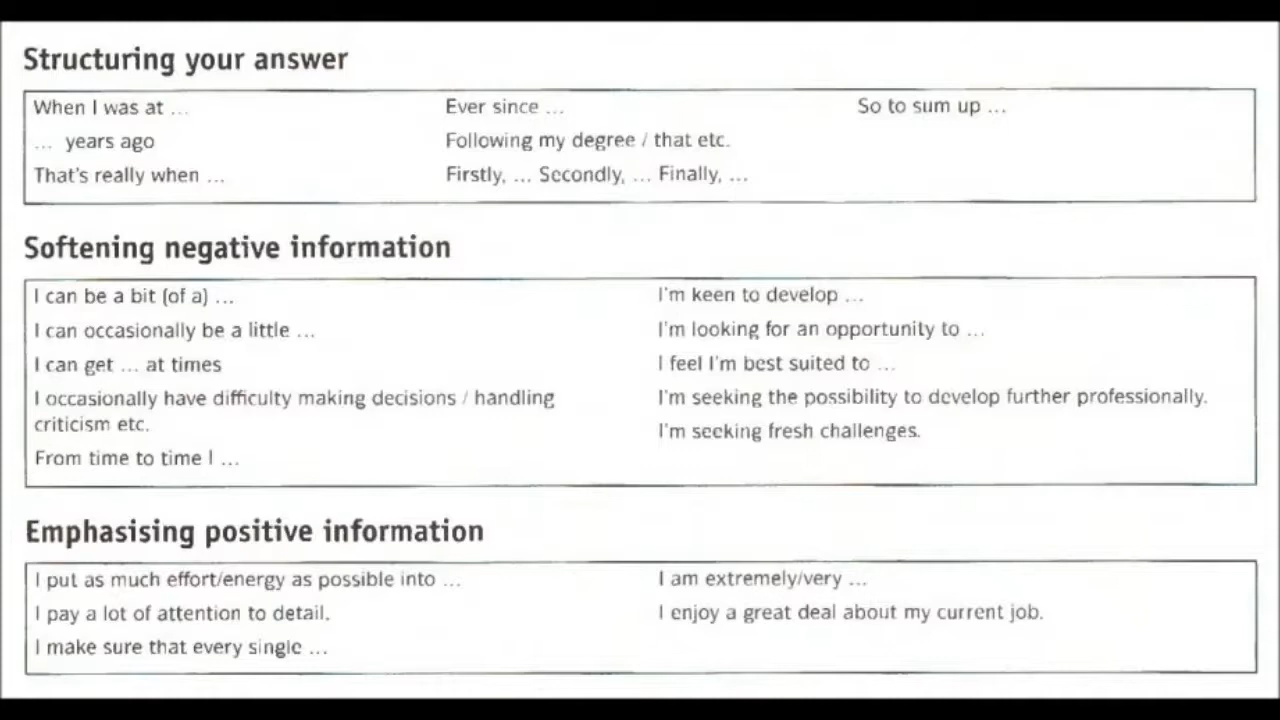 Structuring your answer
When I was at ...
... years ago
That's really when ...
Ever since ...
Following my degree / that etc.
Firstly, ... Secondly, ... Finally, ...
So to sum up ...
Softening negative information
I can be a bit (of a) ...
I can occasionally be a little ...
I can get ... at times
I occasionally have difficulty making decisions / handling
criticism etc.
From time to time I ...
I'm keen to develop ...
I'm looking for an opportunity to ...
I feel I'm best suited to ...
I'm seeking the possibility to develop further professionally.
I'm seeking fresh challenges.
Emphasising positive information
I put as much effort/energy as possible into ...
I pay a lot of attention to detail.
I make sure that every single ...
I am extremely/very ...
I enjoy a great deal about my current job.